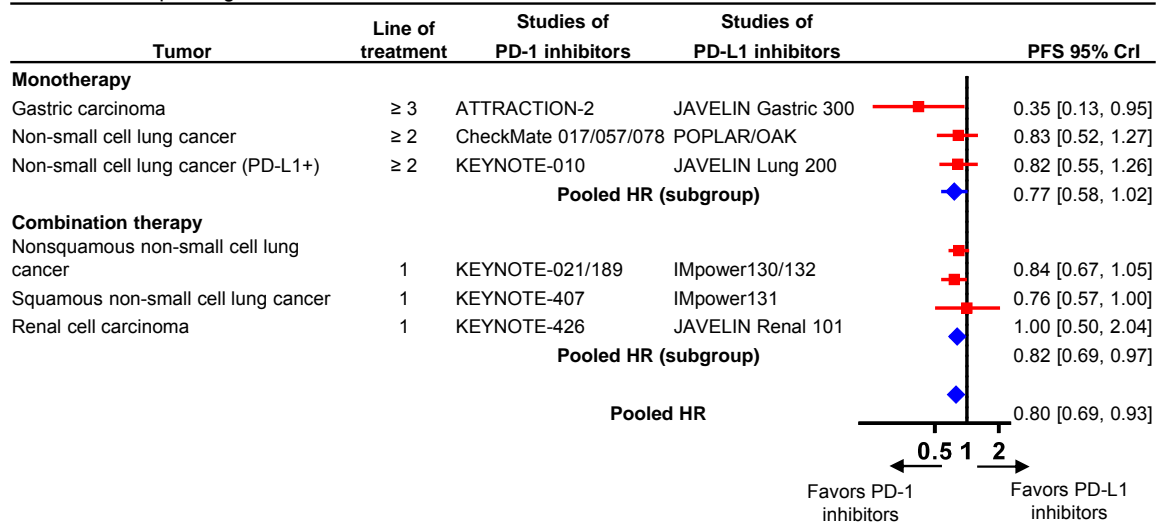 Tumor Line of treatment Studies of PD-1 inhibitors Studies of PD-L1 inhibitors PFS 95% CrI
Monotherapy
Gastric carcinoma ≥ 3 ATTRACTION-2 JAVELIN Gastric 300 0.35 [0.13, 0.95]
Non-small cell lung cancer ≥ 2 CheckMate 017/057/078 POPLAR/OAK 0.83 [0.52, 1.27]
Non-small cell lung cancer (PD-L1+) ≥ 2 KEYNOTE-010 JAVELIN Lung 200 0.82 [0.55, 1.26]
Pooled HR (subgroup) 0.77 [0.58, 1.02]
Combination therapy
Nonsquamous non-small cell lung
cancer 1 KEYNOTE-021/189 IMpower130/132 0.84 [0.67, 1.05]
Squamous non-small cell lung cancer 1 KEYNOTE-407 IMpower131 0.76 [0.57, 1.00]
Renal cell carcinoma 1 KEYNOTE-426 JAVELIN Renal 101 1.00 [0.50, 2.04]
Pooled HR (subgroup) 0.82 [0.69, 0.97]
Pooled HR 0.80 [0.69, 0.93]
0.5 1 2
Favors PD-1 inhibitors Favors PD-L1 inhibitors